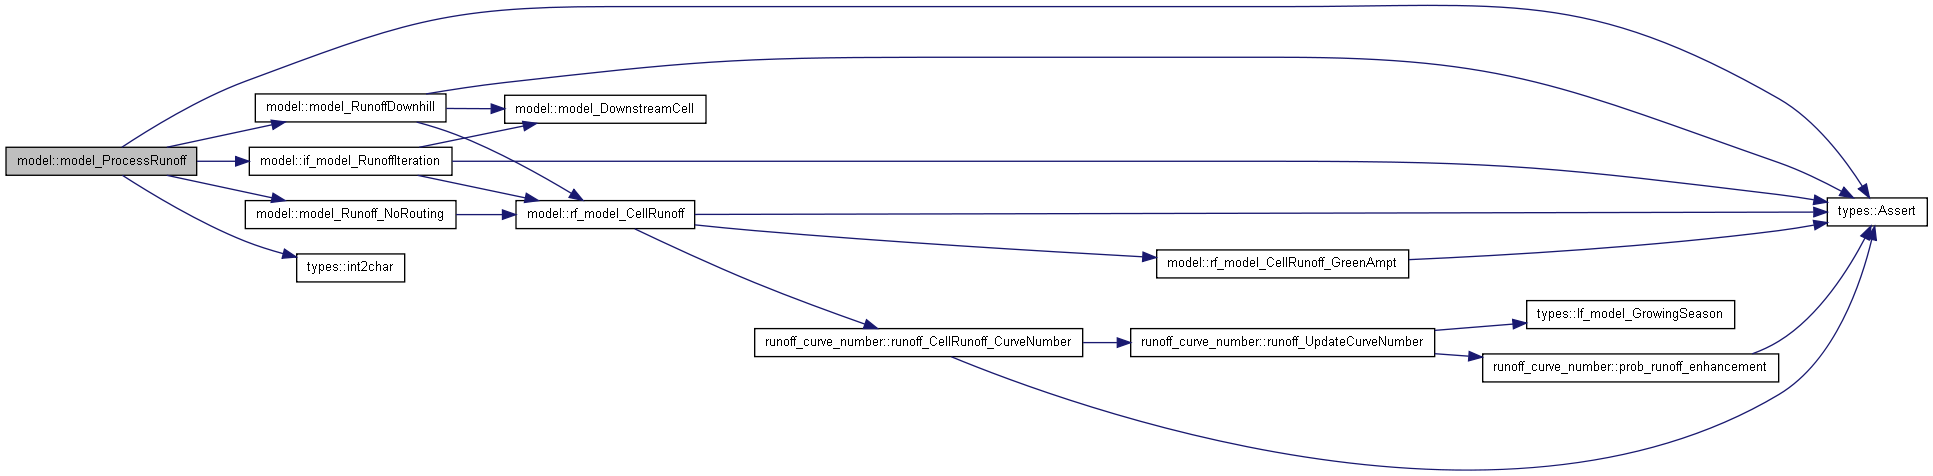 model::model_ProcessRunoff
model::model_RunoffDownhill
model::if_model_RunoffIteration
model::model_Runoff_NoRouting
types::int2char
model::model_DownstreamCell
model::rf_model_CellRunoff
runoff_curve_number::runoff_CellRunoff_CurveNumber
model::rf_model_CellRunoff_GreenAmpt
runoff_curve_number::runoff_UpdateCurveNumber
types::lf_model_GrowingSeason
runoff_curve_number::prob_runoff_enhancement
types::Assert